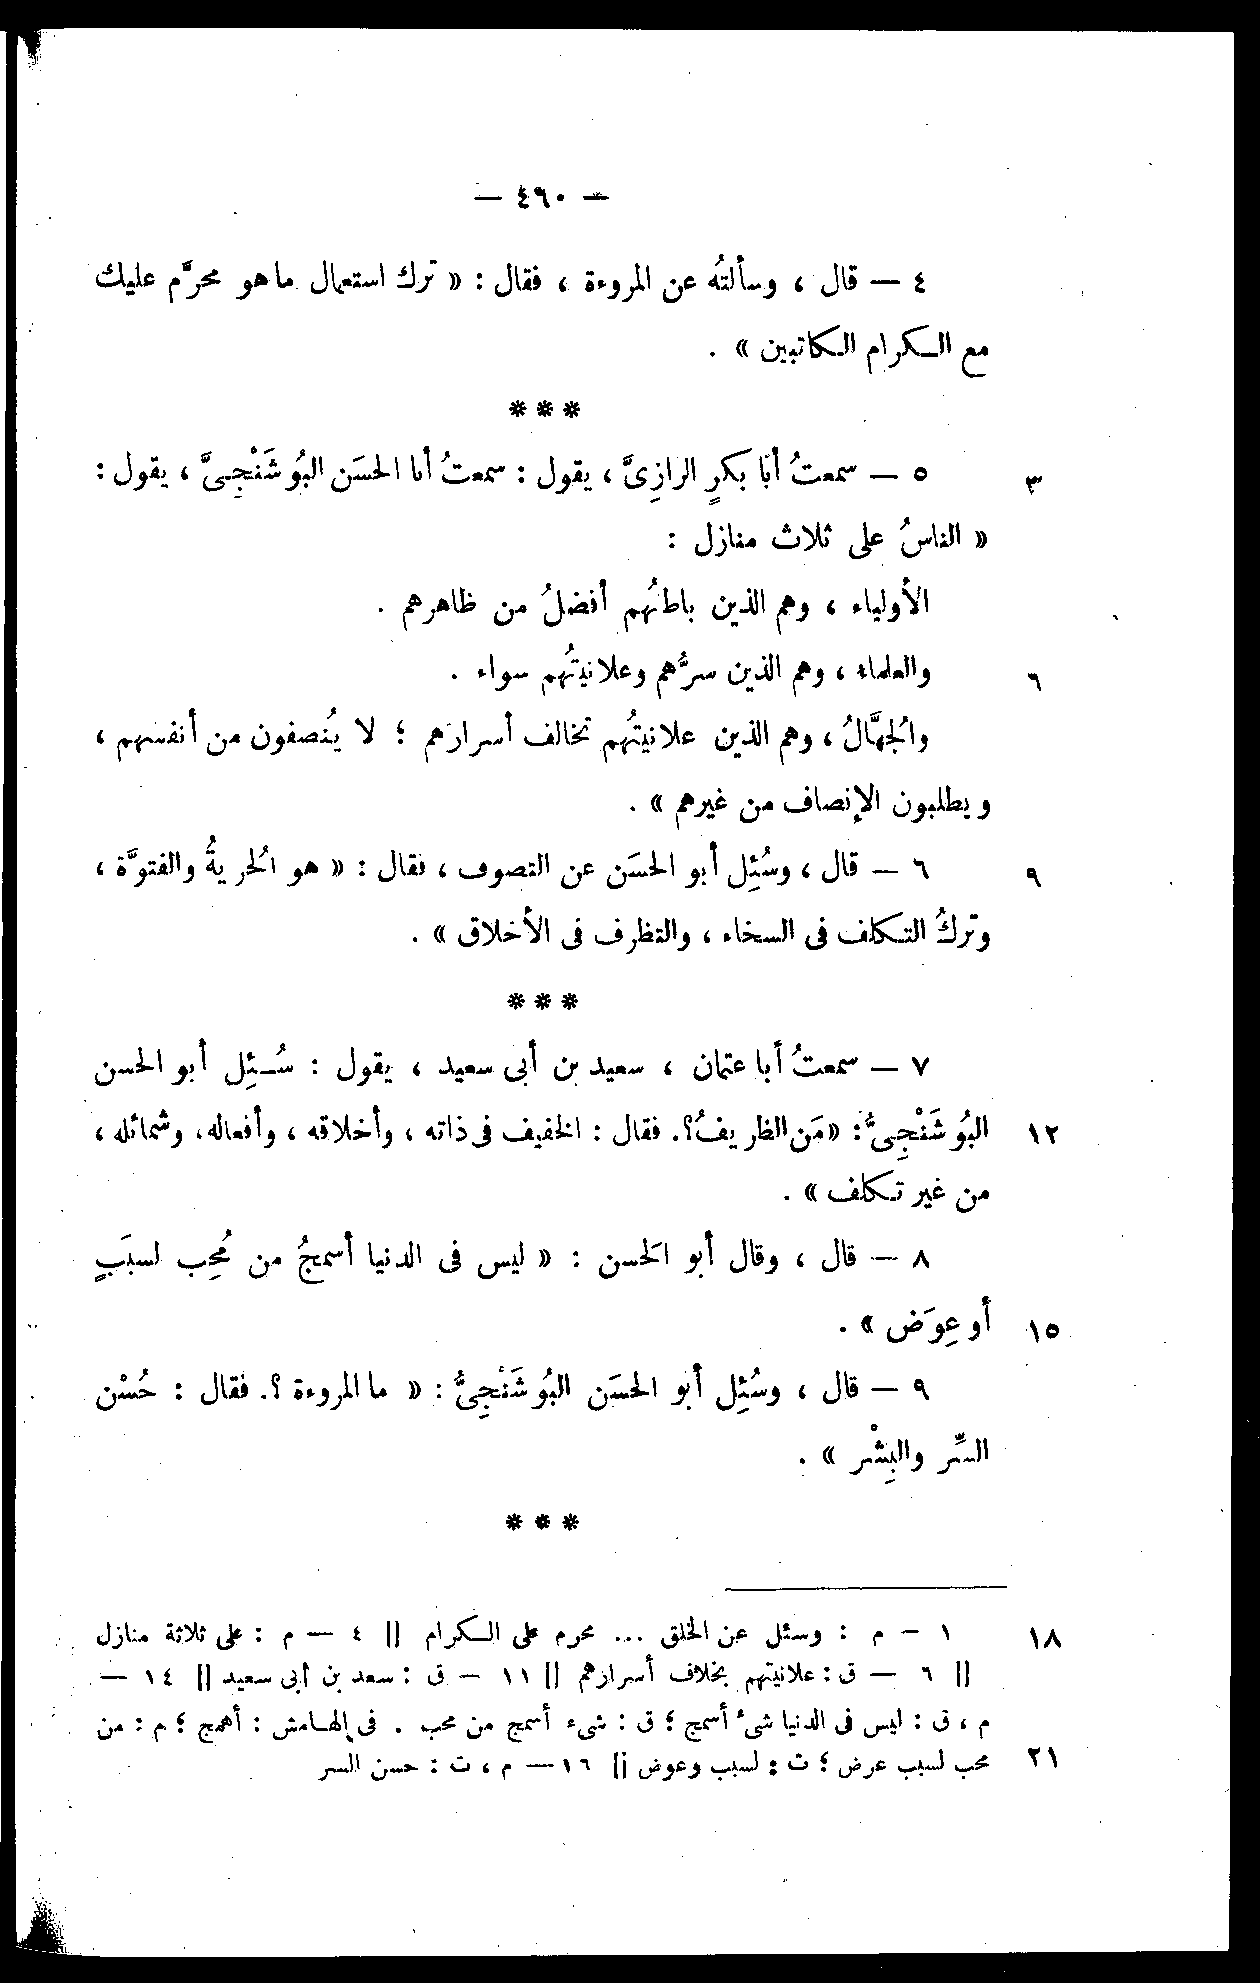 — ٤٦٠ —
٤ — قال ، وسألتُه عن المروءة ، فقال : « ترك استعمال ما هو محرَّم عليك
مع الكرام الكاتبين » .
***
٣ ٥ — سمعتُ أبَا بكرٍ الرازِىَّ ، يقول : سمعتُ أبا الحسَن البُوشَنْجِىَّ ، يقول :
« الناسُ على ثلاث منازل :
الأولياء ، وهم الذين باطنُهم أفضلُ من ظاهرهم .
٦ والعلماء ، وهم الذين سرُّهم وعلانيتُهم سواء .
والجُهَّالُ ، وهم الذين علانيتُهم تخالف أسرارهم ؛ لا يُنصفون من أنفسهم ،
ويطلبون الإنصاف من غيرهم » .
٩ ٦ — قال ، وسُئِل أبو الحسَن عن التصوف ، فقال : « هو الحُريةُ والفتوَّة ،
وتركُ التكلف فى السخاء ، والتظرف فى الأخلاق » .
***
٧ — سمعتُ أبا عثمان ، سعيد بن أبى سعيد ، يقول : سُئِل أبو الحسن
١٢ البُوشَنْجِىُّ : « مَن الظريفُ ؟. فقال : الخفيف فى ذاته ، وأخلاقه ، وأفعاله ، وشمائله ،
من غير تكلف » .
٨ — قال ، وقال أبو الحَسن : « ليس فى الدنيا أسمجُ من مُحِب لسبَبٍ
١٥ أو عِوَض » .
٩ — قال ، وسُئِل أبو الحسَن البُوشَنْجِىُّ : « ما المروءة ؟. فقال : حُسْن
السِّر والبِشْر » .
***
١٨ ١ — م : وسئل عن الخلق ... محرم على الكرام || ٤ — م : على ثلاثة منازل
|| ٦ — ق : علانيتهم بخلاف أسرارهم || ١١ — ق : سعد بن أبى سعيد || ١٤ —
م ، ق : ليس فى الدنيا شىء أسمج ؛ ق : شىء أسمج من محب . فى الهامش : أهمج ؛ م : من
٢١ محب لسبب عرض ؛ ت : لسبب وعوض || ١٦ — م ، ت : حسن السر